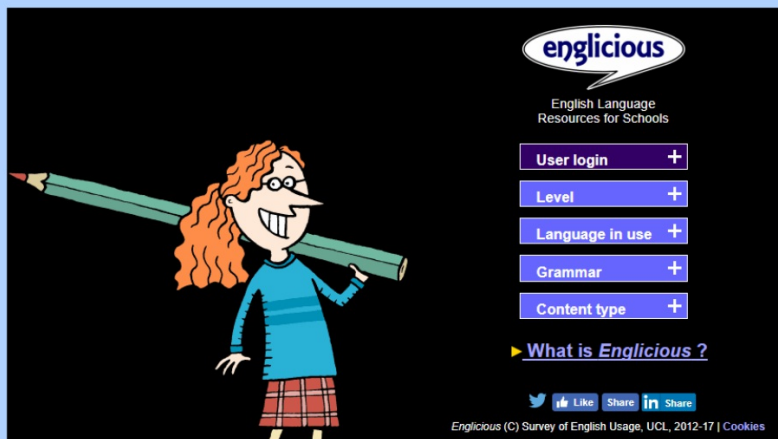 englicious
English Language
Resources for Schools
User login +
Level +
Language in use +
Grammar +
Content type +
► What is Englicious ?
Like Share in Share
Englicious (C) Survey of English Usage, UCL, 2012-17 | Cookies